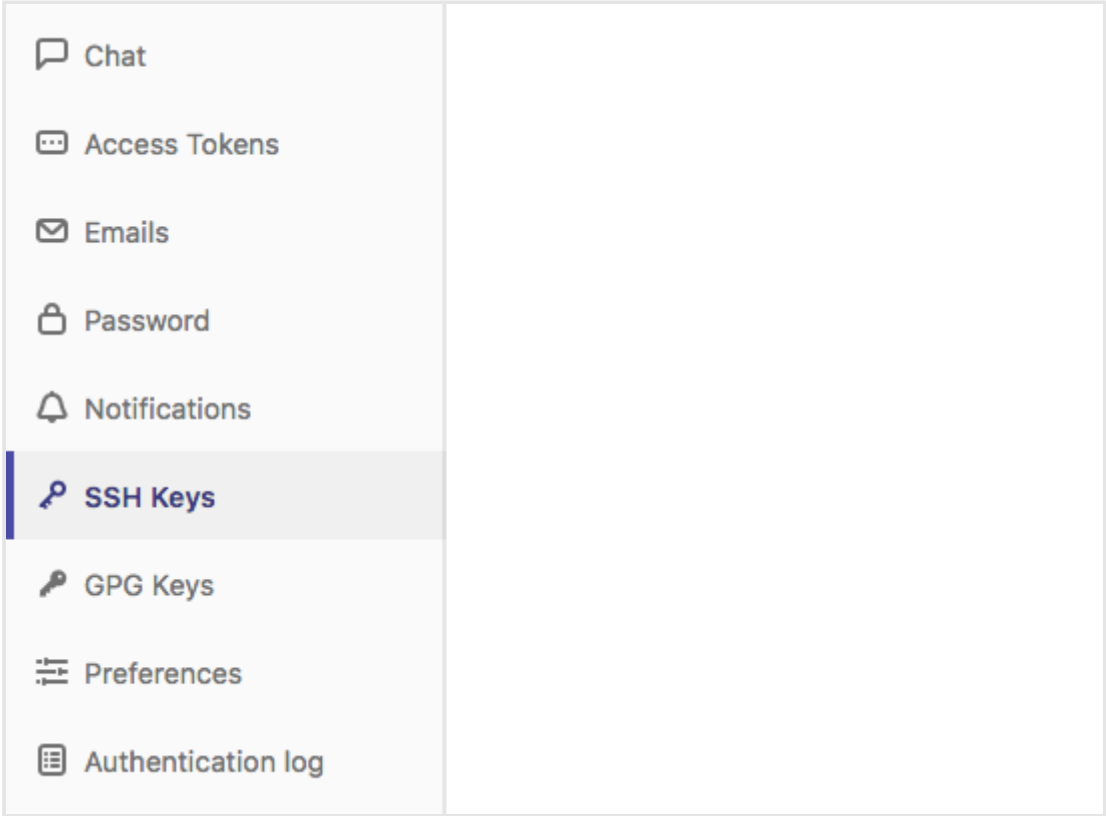 Chat
Access Tokens
Emails
Password
Notifications
SSH Keys
GPG Keys
Preferences
Authentication log